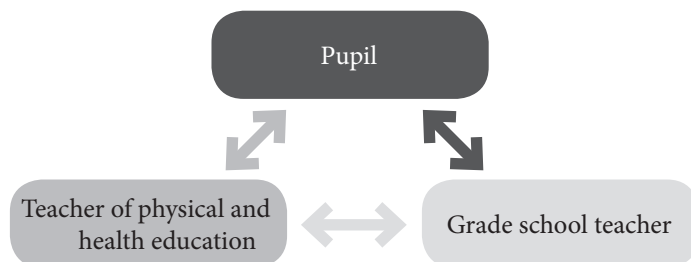 Pupil
Teacher of physical and
health education
Grade school teacher